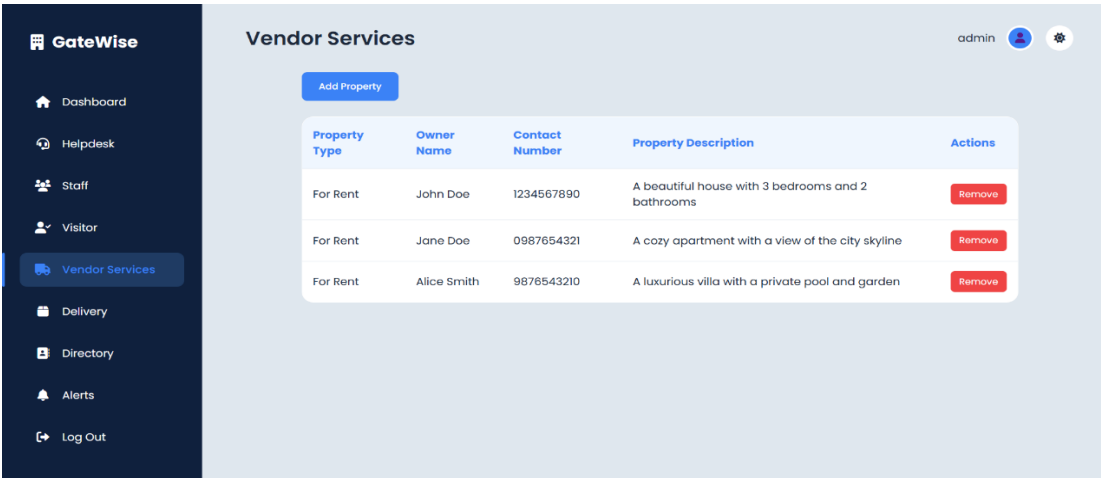 GateWise
Dashboard
Helpdesk
Staff
Visitor
Vendor Services
Delivery
Directory
Alerts
Log Out
Vendor Services
admin
Add Property
Property Type Owner Name Contact Number Property Description Actions
For Rent John Doe 1234567890 A beautiful house with 3 bedrooms and 2 bathrooms Remove
For Rent Jane Doe 0987654321 A cozy apartment with a view of the city skyline Remove
For Rent Alice Smith 9876543210 A luxurious villa with a private pool and garden Remove